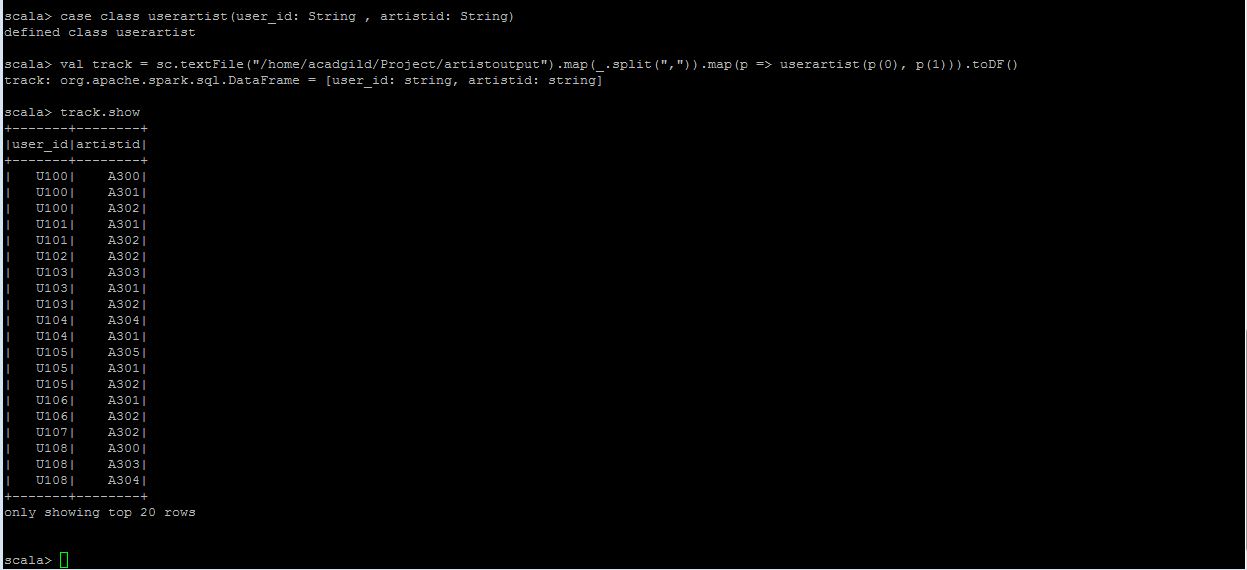 scala> case class userartist(user_id: String , artistid: String)
defined class userartist
scala> val track = sc.textFile("/home/acadgild/Project/artistoutput").map(_.split(",")).map(p => userartist(p(0), p(1))).toDF()
track: org.apache.spark.sql.DataFrame = [user_id: string, artistid: string]
scala> track.show
+-------+--------+
|user_id|artistid|
+-------+--------+
|   U100|    A300|
|   U100|    A301|
|   U100|    A302|
|   U101|    A301|
|   U101|    A302|
|   U102|    A302|
|   U103|    A303|
|   U103|    A301|
|   U103|    A302|
|   U104|    A304|
|   U104|    A301|
|   U105|    A305|
|   U105|    A301|
|   U105|    A302|
|   U106|    A301|
|   U106|    A302|
|   U107|    A302|
|   U108|    A300|
|   U108|    A303|
|   U108|    A304|
+-------+--------+
only showing top 20 rows
scala>